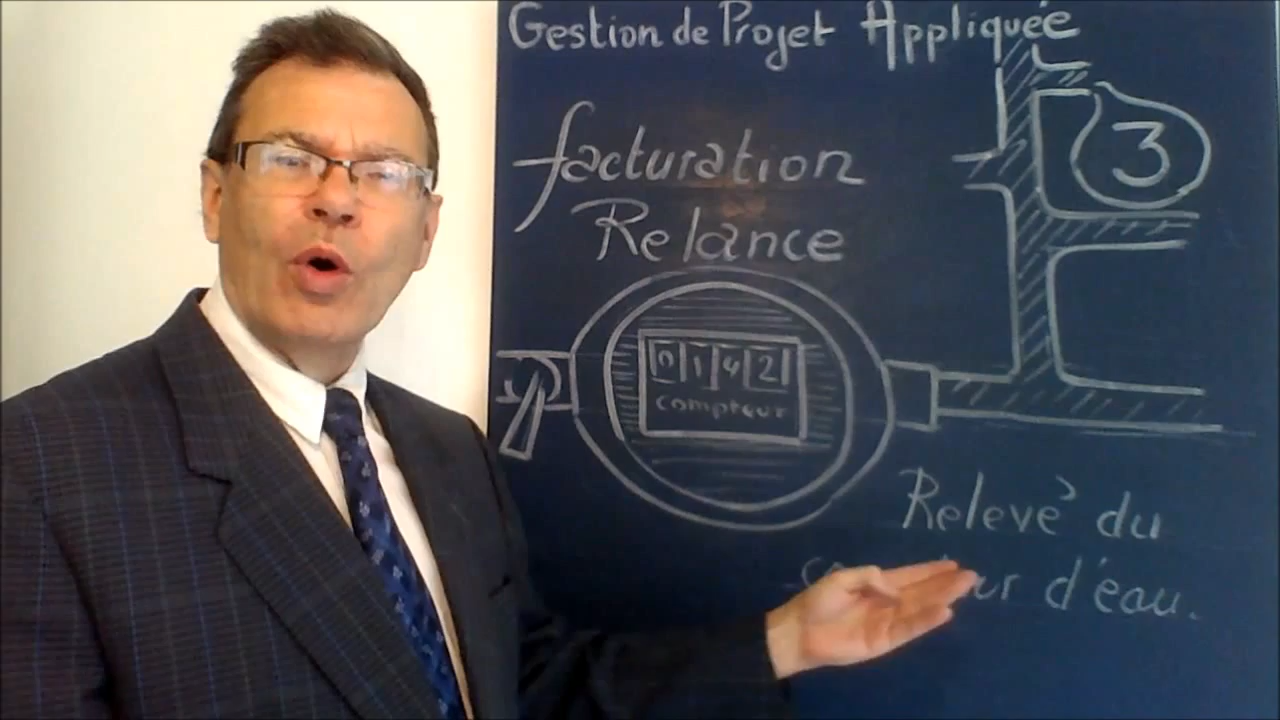 Gestion de Projet Appliquée
3
facturation
Relance
0142
compteur
Relevé du
d'eau.